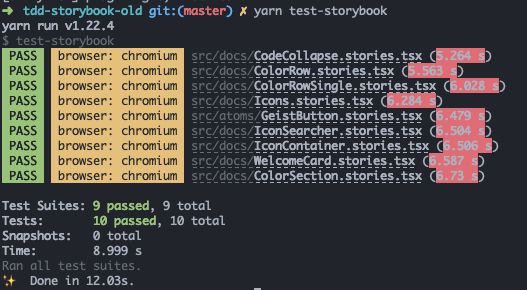 ➜ tdd-storybook-old git:(master) ✗ yarn test-storybook
yarn run v1.22.4
$ test-storybook
PASS browser: chromium src/docs/CodeCollapse.stories.tsx (5.264 s)
PASS browser: chromium src/docs/ColorRow.stories.tsx (5.563 s)
PASS browser: chromium src/docs/ColorRowSingle.stories.tsx (6.028 s)
PASS browser: chromium src/docs/Icons.stories.tsx (6.284 s)
PASS browser: chromium src/atoms/GeistButton.stories.tsx (6.479 s)
PASS browser: chromium src/docs/IconSearcher.stories.tsx (6.504 s)
PASS browser: chromium src/docs/IconContainer.stories.tsx (6.506 s)
PASS browser: chromium src/docs/WelcomeCard.stories.tsx (6.587 s)
PASS browser: chromium src/docs/ColorSection.stories.tsx (6.73 s)
Test Suites: 9 passed, 9 total
Tests: 10 passed, 10 total
Snapshots: 0 total
Time: 8.999 s
Ran all test suites.
✨ Done in 12.03s.